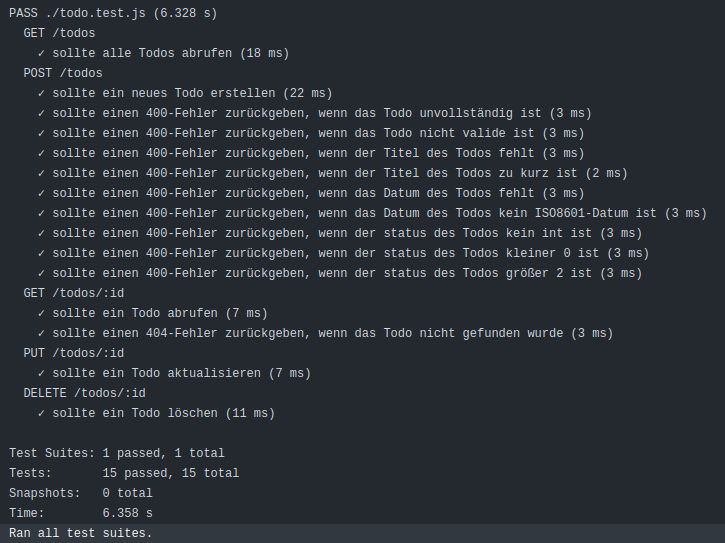 PASS ./todo.test.js (6.328 s)
  GET /todos
    ✓ sollte alle Todos abrufen (18 ms)
  POST /todos
    ✓ sollte ein neues Todo erstellen (22 ms)
    ✓ sollte einen 400-Fehler zurückgeben, wenn das Todo unvollständig ist (3 ms)
    ✓ sollte einen 400-Fehler zurückgeben, wenn das Todo nicht valide ist (3 ms)
    ✓ sollte einen 400-Fehler zurückgeben, wenn der Titel des Todos fehlt (3 ms)
    ✓ sollte einen 400-Fehler zurückgeben, wenn der Titel des Todos zu kurz ist (2 ms)
    ✓ sollte einen 400-Fehler zurückgeben, wenn das Datum des Todos fehlt (3 ms)
    ✓ sollte einen 400-Fehler zurückgeben, wenn das Datum des Todos kein ISO8601-Datum ist (3 ms)
    ✓ sollte einen 400-Fehler zurückgeben, wenn der status des Todos kein int ist (3 ms)
    ✓ sollte einen 400-Fehler zurückgeben, wenn der status des Todos kleiner 0 ist (3 ms)
    ✓ sollte einen 400-Fehler zurückgeben, wenn der status des Todos größer 2 ist (3 ms)
  GET /todos/:id
    ✓ sollte ein Todo abrufen (7 ms)
    ✓ sollte einen 404-Fehler zurückgeben, wenn das Todo nicht gefunden wurde (3 ms)
  PUT /todos/:id
    ✓ sollte ein Todo aktualisieren (7 ms)
  DELETE /todos/:id
    ✓ sollte ein Todo löschen (11 ms)

Test Suites: 1 passed, 1 total
Tests:       15 passed, 15 total
Snapshots:   0 total
Time:        6.358 s
Ran all test suites.